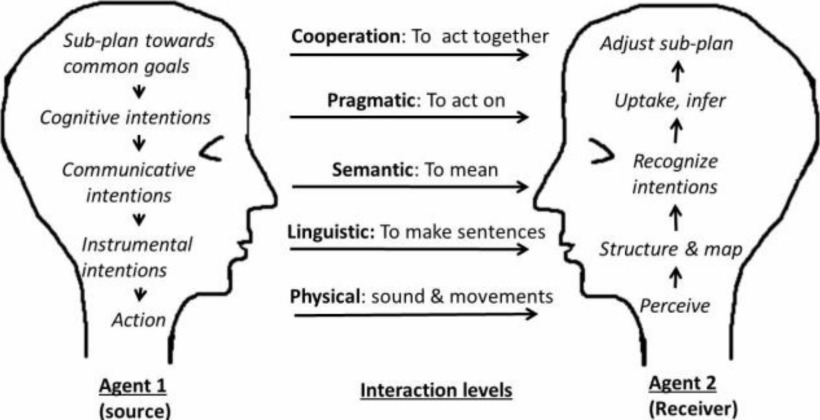 Sub-plan towards
common goals
Cognitive intentions
Communicative
intentions
Instrumental
intentions
Action
Agent 1
(source)
Cooperation: To act together
Pragmatic: To act on
Semantic: To mean
Linguistic: To make sentences
Physical: sound & movements
Interaction levels
Adjust sub-plan
Uptake, infer
Recognize
intentions
Structure & map
Perceive
Agent 2
(Receiver)